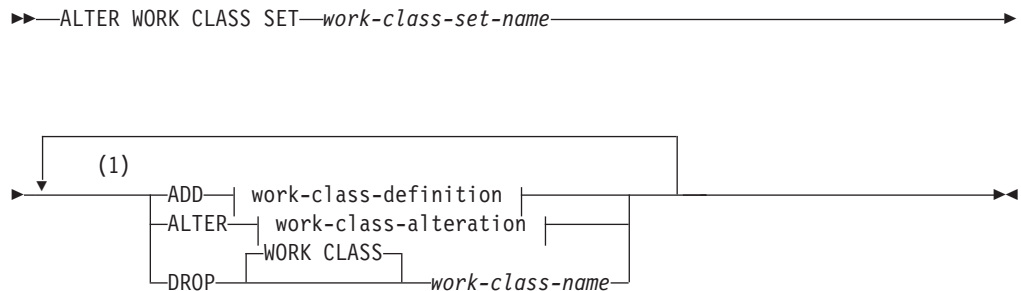 ALTER WORK CLASS SET work-class-set-name
(1)
ADD work-class-definition
ALTER work-class-alteration
WORK CLASS
DROP work-class-name